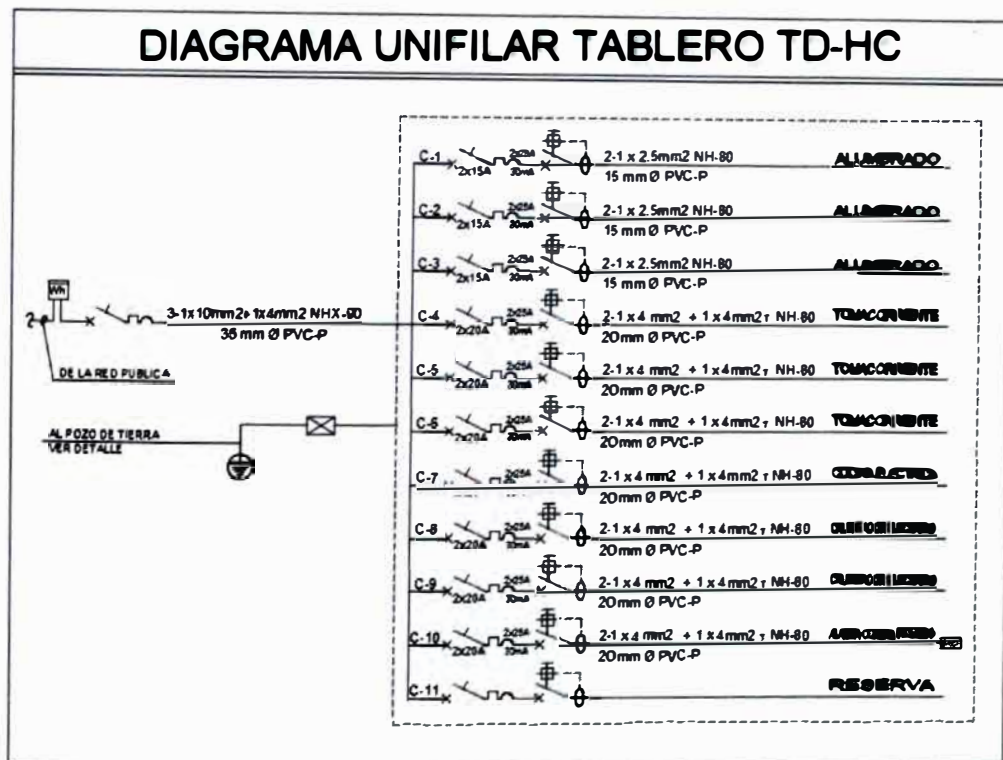 DIAGRAMA UNIFILAR TABLERO TD-HC
C-1 2x15A 2x25A 30mA 2-1 x 2.5mm2 NH-80 ALUMBRADO
15 mm Ø PVC-P
C-2 2x15A 2x25A 30mA 2-1 x 2.5mm2 NH-80 ALUMBRADO
15 mm Ø PVC-P
C-3 2x15A 2x25A 30mA 2-1 x 2.5mm2 NH-80 ALUMBRADO
15 mm Ø PVC-P
Wh
2
3-1x10mm2+1x4mm2 NHX-90
35 mm Ø PVC-P
DE LA RED PUBLICA
C-4 2x20A 2x25A 30mA 2-1 x 4 mm2 + 1 x 4mm2 T NH-80 TOMACORRIENTE
20mm Ø PVC-P
C-5 2x20A 2x25A 30mA 2-1 x 4 mm2 + 1 x 4mm2 T NH-80 TOMACORRIENTE
20mm Ø PVC-P
C-6 2x20A 2x25A 30mA 2-1 x 4 mm2 + 1 x 4mm2 T NH-80 TOMACORRIENTE
20mm Ø PVC-P
AL POZO DE TIERRA
VER DETALLE
C-7 2x25A 2-1 x 4 mm2 + 1 x 4mm2 T NH-80
20mm Ø PVC-P
C-8 2x20A 2x25A 30mA 2-1 x 4 mm2 + 1 x 4mm2 T NH-80
20mm Ø PVC-P
C-9 2x20A 2x25A 30mA 2-1 x 4 mm2 + 1 x 4mm2 T NH-80
20mm Ø PVC-P
C-10 2x20A 2x25A 30mA 2-1 x 4 mm2 + 1 x 4mm2 T NH-80
20mm Ø PVC-P
C-11 RESERVA